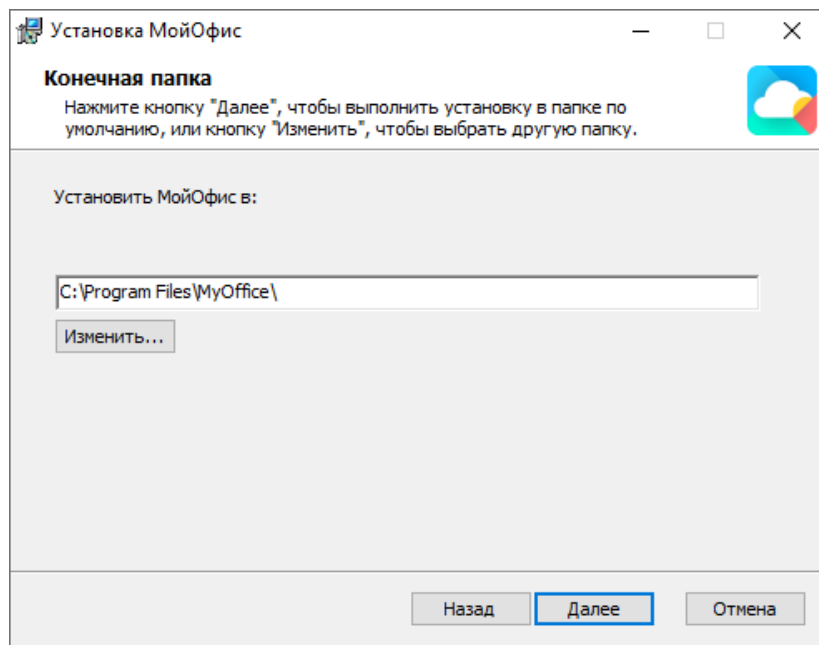 Установка МойОфис
Конечная папка
Нажмите кнопку "Далее", чтобы выполнить установку в папке по
умолчанию, или кнопку "Изменить", чтобы выбрать другую папку.
Установить МойОфис в:
C:\Program Files\MyOffice\
Изменить...
Назад Далее Отмена